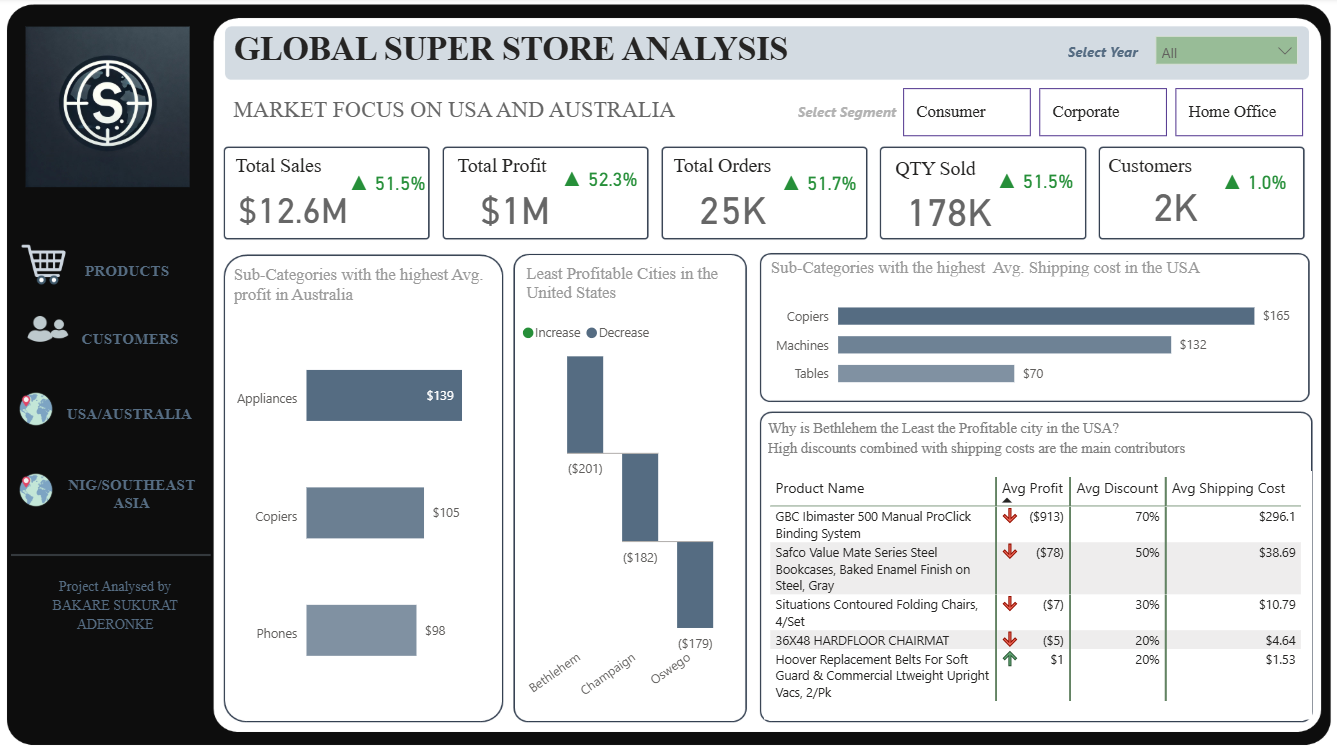 S
PRODUCTS
CUSTOMERS
USA/AUSTRALIA
NIG/SOUTHEAST
ASIA
Project Analysed by
BAKARE SUKURAT
ADERONKE
GLOBAL SUPER STORE ANALYSIS
Select Year
All
MARKET FOCUS ON USA AND AUSTRALIA
Select Segment
Consumer
Corporate
Home Office
Total Sales
▲ 51.5%
$12.6M
Total Profit
▲ 52.3%
$1M
Total Orders
▲ 51.7%
25K
QTY Sold
▲ 51.5%
178K
Customers
▲ 1.0%
2K
Sub-Categories with the highest Avg.
profit in Australia
Appliances $139
Copiers $105
Phones $98
Least Profitable Cities in the
United States
Increase Decrease
($201)
($182)
($179)
Bethlehem
Champaign
Oswego
Sub-Categories with the highest Avg. Shipping cost in the USA
Copiers $165
Machines $132
Tables $70
Why is Bethlehem the Least the Profitable city in the USA?
High discounts combined with shipping costs are the main contributors
Product Name Avg Profit Avg Discount Avg Shipping Cost
GBC Ibimaster 500 Manual ProClick ($913) 70% $296.1
Binding System
Safco Value Mate Series Steel ($78) 50% $38.69
Bookcases, Baked Enamel Finish on
Steel, Gray
Situations Contoured Folding Chairs, ($7) 30% $10.79
4/Set
36X48 HARDFLOOR CHAIRMAT ($5) 20% $4.64
Hoover Replacement Belts For Soft $1 20% $1.53
Guard & Commercial Ltweight Upright
Vacs, 2/Pk